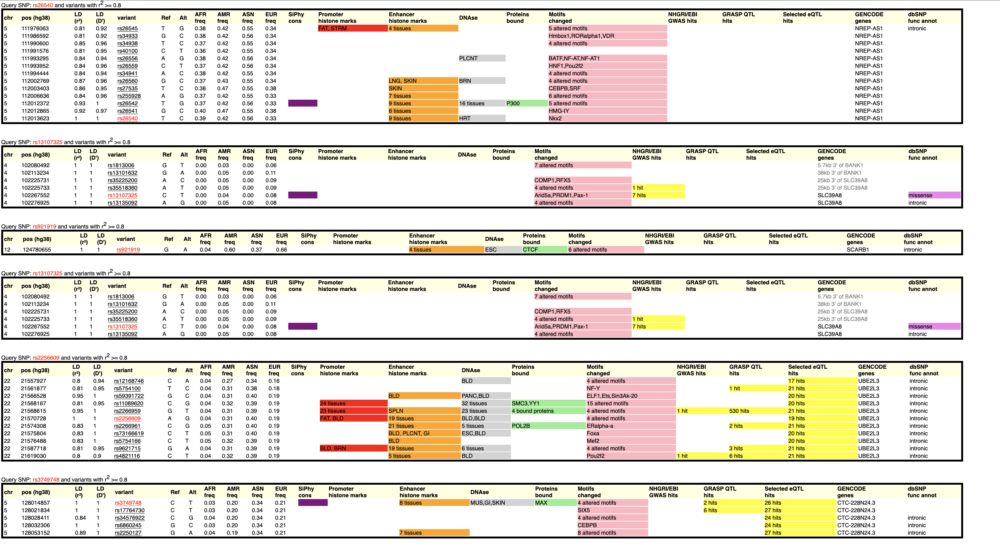 Query SNP: rs26540 and variants with r2 >= 0.8
chr pos (hg38) LD (r²) LD (D') variant Ref Alt AFR freq AMR freq ASN freq EUR freq SiPhy cons Promoter histone marks Enhancer histone marks DNAse Proteins bound Motifs changed NHGRI/EBI GWAS hits GRASP QTL hits Selected eQTL hits GENCODE genes dbSNP func annot
5 111976063 0.81 0.92 rs26545 T G 0.38 0.42 0.55 0.34 FAT, STRM 4 tissues 5 altered motifs NREP-AS1 intronic
5 111986592 0.81 0.92 rs34933 G C 0.38 0.42 0.56 0.34 Hmbox1,RORalpha1,VDR NREP-AS1
5 111990600 0.85 0.96 rs34938 T C 0.37 0.42 0.55 0.34 4 altered motifs NREP-AS1
5 111991576 0.81 0.95 rs40100 C T 0.36 0.42 0.55 0.34 NREP-AS1
5 111993295 0.84 0.94 rs26556 A G 0.38 0.42 0.56 0.34 PLCNT BATF,NF-AT,NF-AT1 NREP-AS1
5 111993952 0.84 0.96 rs26559 C T 0.37 0.42 0.56 0.34 HNF1,Pou2f2 NREP-AS1
5 111994444 0.84 0.94 rs34941 A C 0.38 0.42 0.55 0.34 4 altered motifs NREP-AS1
5 112002769 0.87 0.96 rs26560 G C 0.37 0.43 0.55 0.34 LNG, SKIN BRN 4 altered motifs NREP-AS1
5 112003403 0.86 0.95 rs27535 T C 0.38 0.47 0.55 0.38 SKIN CEBPB,SRF NREP-AS1
5 112006636 0.84 0.96 rs255928 A G 0.37 0.42 0.55 0.33 7 tissues 6 altered motifs NREP-AS1
5 112012372 0.93 1 rs26542 T G 0.37 0.42 0.56 0.33 9 tissues 16 tissues P300 5 altered motifs NREP-AS1
5 112012865 0.92 0.97 rs26541 G C 0.40 0.47 0.55 0.38 6 tissues HMG-IY NREP-AS1
5 112013623 1 1 rs26540 T C 0.39 0.42 0.56 0.33 9 tissues HRT Nkx2 NREP-AS1
Query SNP: rs13107325 and variants with r2 >= 0.8
chr pos (hg38) LD (r²) LD (D') variant Ref Alt AFR freq AMR freq ASN freq EUR freq SiPhy cons Promoter histone marks Enhancer histone marks DNAse Proteins bound Motifs changed NHGRI/EBI GWAS hits GRASP QTL hits Selected eQTL hits GENCODE genes dbSNP func annot
4 102080492 1 1 rs1813006 G T 0.00 0.03 0.00 0.06 7 altered motifs 5.7kb 3' of BANK1
4 102113234 1 1 rs13101632 G A 0.00 0.05 0.00 0.11 38kb 3' of BANK1
4 102225731 1 1 rs35225200 A C 0.00 0.05 0.00 0.09 COMP1,RFX5 25kb 3' of SLC39A8
4 102225733 1 1 rs35518360 A T 0.00 0.05 0.00 0.09 4 altered motifs 1 hit 25kb 3' of SLC39A8
4 102267552 1 1 rs13107325 C T 0.00 0.04 0.00 0.08 Arid5a,PRDM1,Pax-1 7 hits SLC39A8 missense
4 102276925 1 1 rs13135092 A G 0.00 0.05 0.00 0.08 4 altered motifs SLC39A8 intronic
Query SNP: rs921919 and variants with r2 >= 0.8
chr pos (hg38) LD (r²) LD (D') variant Ref Alt AFR freq AMR freq ASN freq EUR freq SiPhy cons Promoter histone marks Enhancer histone marks DNAse Proteins bound Motifs changed NHGRI/EBI GWAS hits GRASP QTL hits Selected eQTL hits GENCODE genes dbSNP func annot
12 124780655 1 1 rs921919 G A 0.04 0.60 0.37 0.66 4 tissues ESC CTCF 6 altered motifs SCARB1 intronic
Query SNP: rs13107325 and variants with r2 >= 0.8
chr pos (hg38) LD (r²) LD (D') variant Ref Alt AFR freq AMR freq ASN freq EUR freq SiPhy cons Promoter histone marks Enhancer histone marks DNAse Proteins bound Motifs changed NHGRI/EBI GWAS hits GRASP QTL hits Selected eQTL hits GENCODE genes dbSNP func annot
4 102080492 1 1 rs1813006 G T 0.00 0.03 0.00 0.06 7 altered motifs 5.7kb 3' of BANK1
4 102113234 1 1 rs13101632 G A 0.00 0.05 0.00 0.11 38kb 3' of BANK1
4 102225731 1 1 rs35225200 A C 0.00 0.05 0.00 0.09 COMP1,RFX5 25kb 3' of SLC39A8
4 102225733 1 1 rs35518360 A T 0.00 0.05 0.00 0.09 4 altered motifs 1 hit 25kb 3' of SLC39A8
4 102267552 1 1 rs13107325 C T 0.00 0.04 0.00 0.08 Arid5a,PRDM1,Pax-1 7 hits SLC39A8 missense
4 102276925 1 1 rs13135092 A G 0.00 0.05 0.00 0.08 4 altered motifs SLC39A8 intronic
Query SNP: rs2256609 and variants with r2 >= 0.8
chr pos (hg38) LD (r²) LD (D') variant Ref Alt AFR freq AMR freq ASN freq EUR freq SiPhy cons Promoter histone marks Enhancer histone marks DNAse Proteins bound Motifs changed NHGRI/EBI GWAS hits GRASP QTL hits Selected eQTL hits GENCODE genes dbSNP func annot
22 21557927 0.8 0.94 rs12168746 C A 0.04 0.27 0.34 0.16 BLD 4 altered motifs 17 hits UBE2L3 intronic
22 21561877 0.81 0.95 rs5754100 T C 0.04 0.31 0.38 0.18 NF-Y 1 hit 21 hits UBE2L3 intronic
22 21566528 0.95 1 rs59391722 G C 0.04 0.31 0.40 0.19 BLD PANC,BLD ELF1,Ets,Sin3Ak-20 20 hits UBE2L3 intronic
22 21568167 0.81 0.95 rs11089620 C G 0.04 0.32 0.39 0.19 24 tissues 32 tissues SMC3,YY1 15 altered motifs 20 hits UBE2L3 intronic
22 21568615 0.95 1 rs2266959 G T 0.04 0.31 0.39 0.19 23 tissues SPLN 23 tissues 4 bound proteins 4 altered motifs 1 hit 530 hits 21 hits UBE2L3 intronic
22 21570728 1 1 rs2256609 A G 0.04 0.31 0.40 0.19 FAT, BLD 19 tissues BLD,BLD 4 altered motifs 19 hits UBE2L3 intronic
22 21574308 0.83 1 rs2266961 C G 0.05 0.31 0.40 0.19 21 tissues 5 tissues POL2B ERalpha-a 2 hits 21 hits UBE2L3 intronic
22 21575804 0.83 1 rs73166619 C T 0.05 0.31 0.40 0.19 BLD, PLCNT, GI ESC,BLD Foxa 20 hits UBE2L3 intronic
22 21576488 0.83 1 rs5754166 C T 0.05 0.32 0.39 0.19 BLD Mef2 20 hits UBE2L3 intronic
22 21587718 0.81 0.95 rs9621715 G A 0.04 0.31 0.39 0.19 BLD, BRN 19 tissues 6 tissues 4 altered motifs 3 hits 21 hits UBE2L3 intronic
22 21619030 0.8 0.9 rs4821116 C T 0.04 0.32 0.39 0.19 5 tissues BLD Pou2f2 1 hit 6 hits 21 hits UBE2L3 intronic
Query SNP: rs3749748 and variants with r2 >= 0.8
chr pos (hg38) LD (r²) LD (D') variant Ref Alt AFR freq AMR freq ASN freq EUR freq SiPhy cons Promoter histone marks Enhancer histone marks DNAse Proteins bound Motifs changed NHGRI/EBI GWAS hits GRASP QTL hits Selected eQTL hits GENCODE genes dbSNP func annot
5 128014857 1 1 rs3749748 C T 0.03 0.20 0.34 0.21 8 tissues MUS,GI,SKIN MAX 4 altered motifs 2 hits 26 hits CTC-228N24.3
5 128021834 1 1 rs17764730 C T 0.03 0.20 0.34 0.21 SIX5 6 hits 27 hits CTC-228N24.3
5 128028411 0.84 1 rs34576922 C G 0.04 0.20 0.34 0.21 4 altered motifs 24 hits CTC-228N24.3 intronic
5 128032306 1 1 rs6860245 G C 0.03 0.20 0.34 0.21 CEBPB 24 hits CTC-228N24.3 intronic
5 128053152 0.89 1 rs2250127 G A 0.04 0.19 0.34 0.21 7 tissues 8 altered motifs 27 hits CTC-228N24.3 intronic